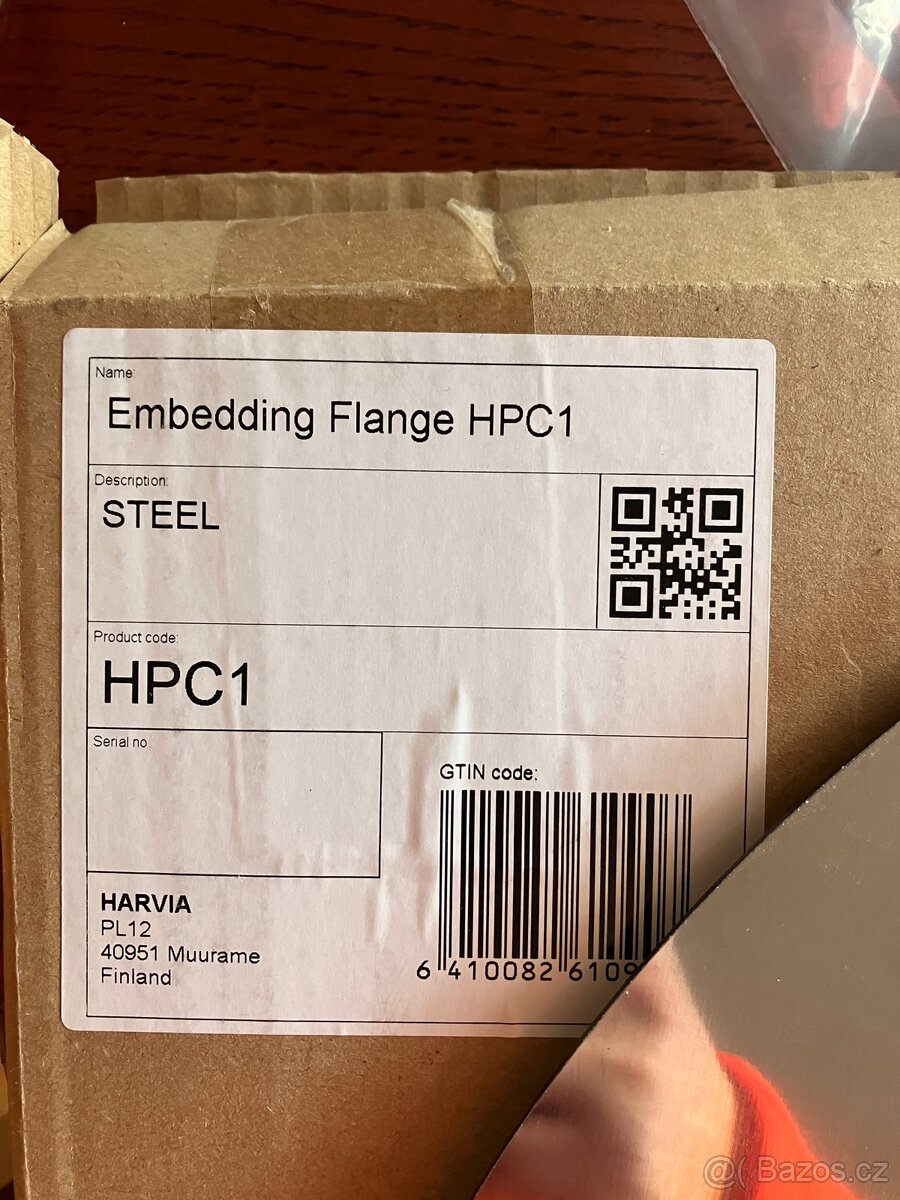 Name:
Embedding Flange HPC1
Description:
STEEL
Product code:
HPC1
Serial no
GTIN code:
6 410082 6109
HARVIA
PL12
40951 Muurame
Finland
@( Bazos.cz